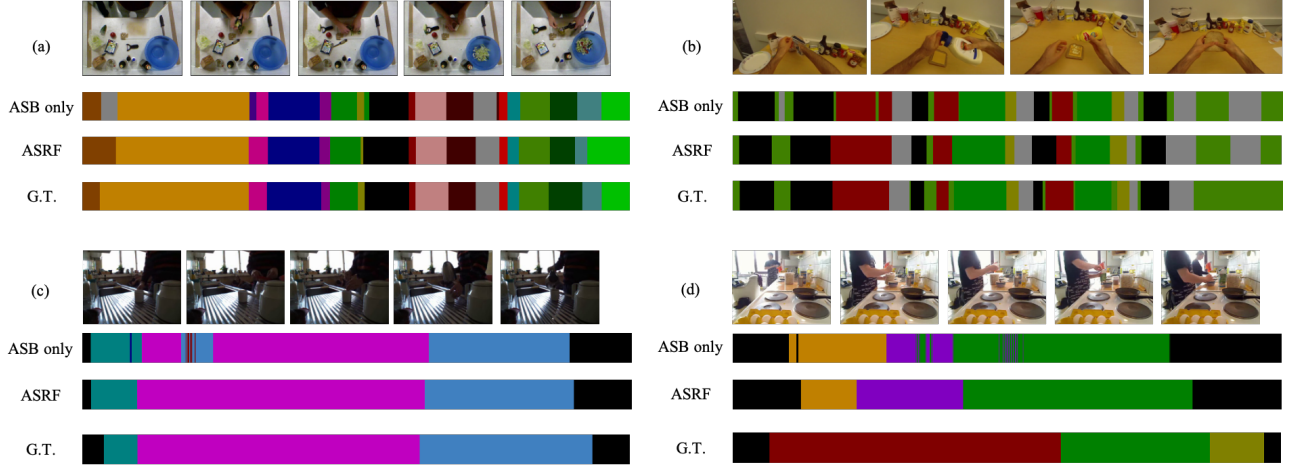 (a)
ASB only
ASRF
G.T.
(b)
ASB only
ASRF
G.T.
(c)
ASB only
ASRF
G.T.
(d)
ASB only
ASRF
G.T.